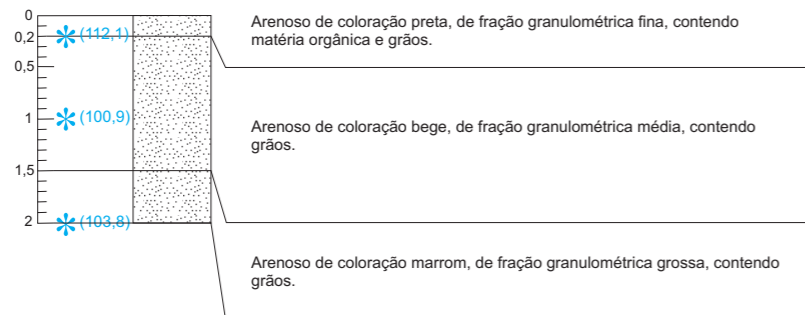 0
0,2
(112,1)
0,5
1
(100,9)
1,5
2
(103,8)
Arenoso de coloração preta, de fração granulométrica fina, contendo
matéria orgânica e grãos.
Arenoso de coloração bege, de fração granulométrica média, contendo
grãos.
Arenoso de coloração marrom, de fração granulométrica grossa, contendo
grãos.